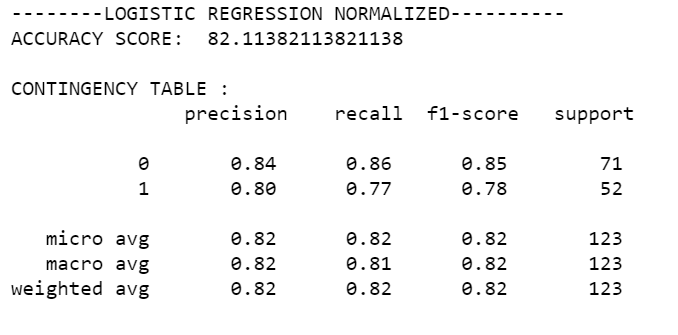 --------LOGISTIC REGRESSION NORMALIZED----------
ACCURACY SCORE:  82.11382113821138
CONTINGENCY TABLE :
precision    recall  f1-score   support
0       0.84      0.86      0.85        71
1       0.80      0.77      0.78        52
micro avg       0.82      0.82      0.82       123
macro avg       0.82      0.81      0.82       123
weighted avg       0.82      0.82      0.82       123